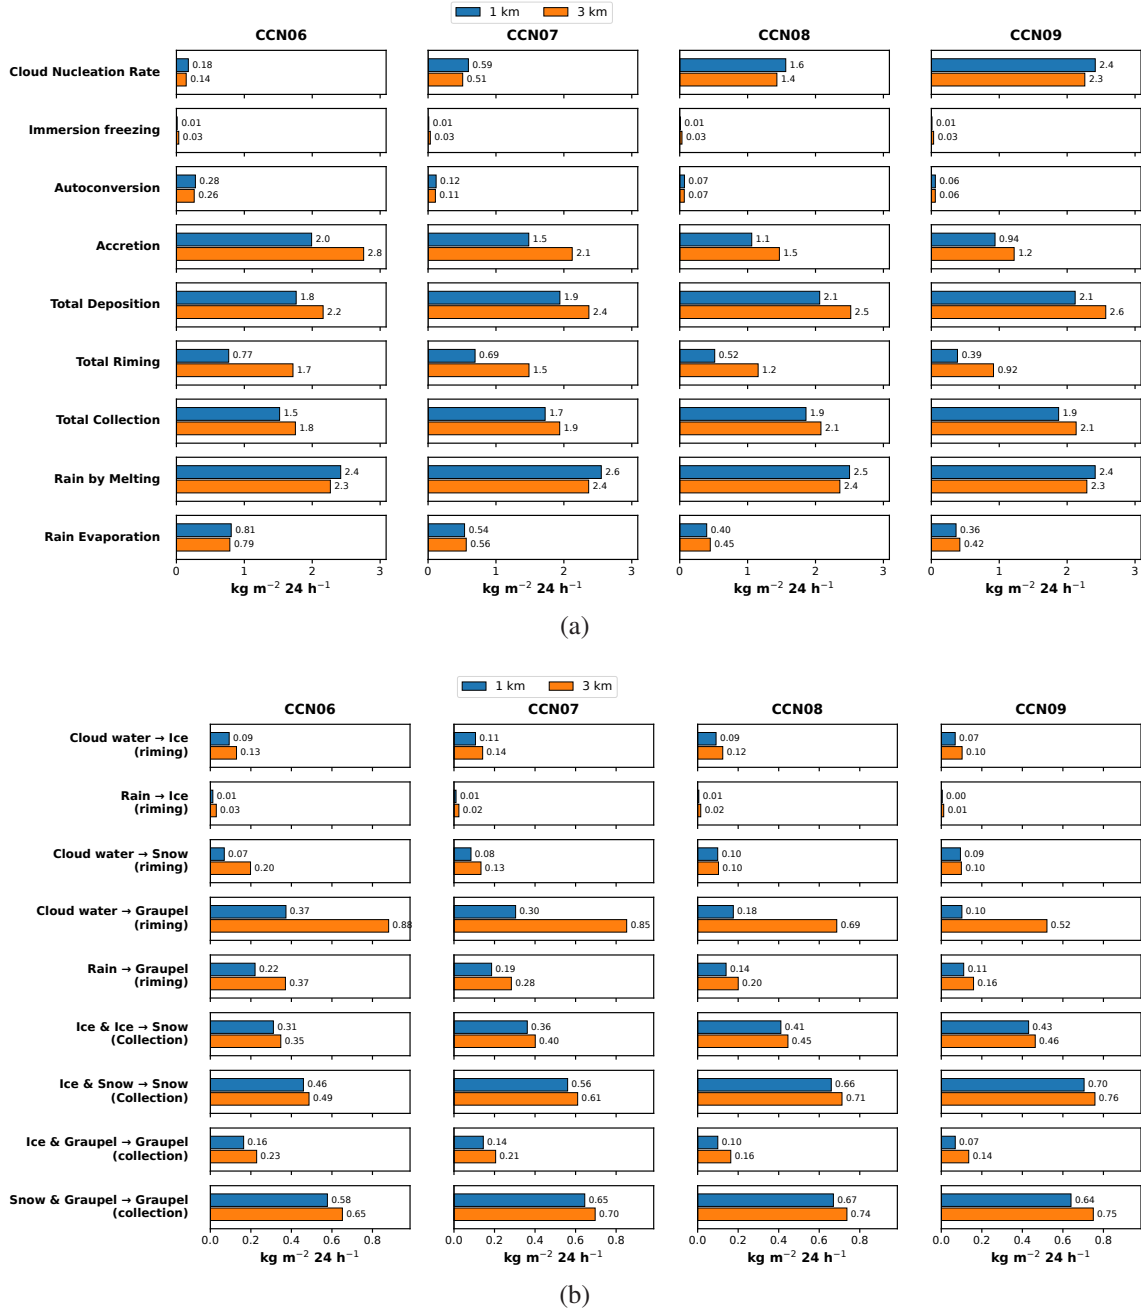 1 km 3 km
CCN06 CCN07 CCN08 CCN09
Cloud Nucleation Rate
0.18 0.59 1.6 2.4
0.14 0.51 1.4 2.3
Immersion freezing
0.01 0.01 0.01 0.01
0.03 0.03 0.03 0.03
Autoconversion
0.28 0.12 0.07 0.06
0.26 0.11 0.07 0.06
Accretion
2.0 1.5 1.1 0.94
2.8 2.1 1.5 1.2
Total Deposition
1.8 1.9 2.1 2.1
2.2 2.4 2.5 2.6
Total Riming
0.77 0.69 0.52 0.39
1.7 1.5 1.2 0.92
Total Collection
1.5 1.7 1.9 1.9
1.8 1.9 2.1 2.1
Rain by Melting
2.4 2.6 2.5 2.4
2.3 2.4 2.4 2.3
Rain Evaporation
0.81 0.54 0.40 0.36
0.79 0.56 0.45 0.42
0 1 2 3 0 1 2 3 0 1 2 3 0 1 2 3
kg m⁻² 24 h⁻¹ kg m⁻² 24 h⁻¹ kg m⁻² 24 h⁻¹ kg m⁻² 24 h⁻¹
(a)
1 km 3 km
CCN06 CCN07 CCN08 CCN09
Cloud water → Ice
(riming)
0.09 0.11 0.09 0.07
0.13 0.14 0.12 0.10
Rain → Ice
(riming)
0.01 0.01 0.01 0.00
0.03 0.02 0.02 0.01
Cloud water → Snow
(riming)
0.07 0.08 0.10 0.09
0.20 0.13 0.10 0.10
Cloud water → Graupel
(riming)
0.37 0.30 0.18 0.10
0.88 0.85 0.69 0.52
Rain → Graupel
(riming)
0.22 0.19 0.14 0.11
0.37 0.28 0.20 0.16
Ice & Ice → Snow
(Collection)
0.31 0.36 0.41 0.43
0.35 0.40 0.45 0.46
Ice & Snow → Snow
(Collection)
0.46 0.56 0.66 0.70
0.49 0.61 0.71 0.76
Ice & Graupel → Graupel
(collection)
0.16 0.14 0.10 0.07
0.23 0.21 0.16 0.14
Snow & Graupel → Graupel
(collection)
0.58 0.65 0.67 0.64
0.65 0.70 0.74 0.75
0.0 0.2 0.4 0.6 0.8 0.0 0.2 0.4 0.6 0.8 0.0 0.2 0.4 0.6 0.8 0.0 0.2 0.4 0.6 0.8
kg m⁻² 24 h⁻¹ kg m⁻² 24 h⁻¹ kg m⁻² 24 h⁻¹ kg m⁻² 24 h⁻¹
(b)